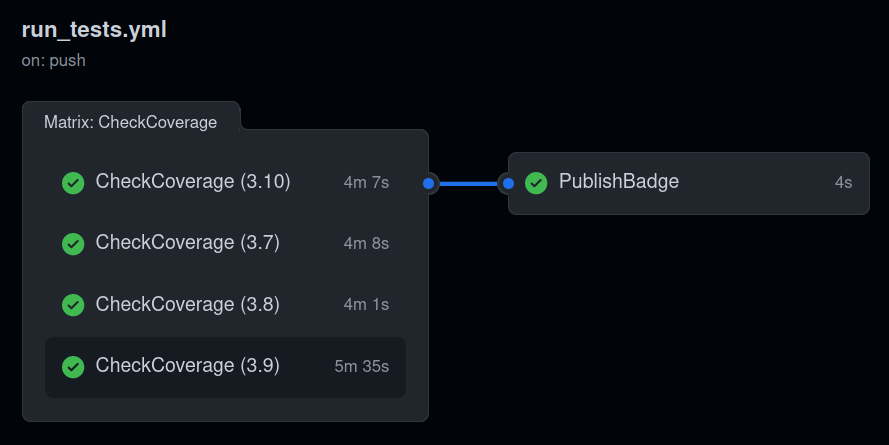 run_tests.yml
on: push
Matrix: CheckCoverage
CheckCoverage (3.10) 4m 7s
CheckCoverage (3.7) 4m 8s
CheckCoverage (3.8) 4m 1s
CheckCoverage (3.9) 5m 35s
PublishBadge 4s